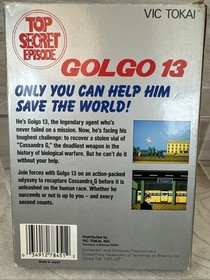 VIC TOKAI
TOP
SECRET
EPISODE
GOLGO 13
ONLY YOU CAN HELP HIM
SAVE THE WORLD!
He's Golgo 13, the legendary agent who's
never failed on a mission. Now, he's facing his
toughest challenge: to recover a stolen vial of
"Cassandra G," the deadliest weapon in the
history of biological warfare. But he can't do it
without your help.
Join forces with Golgo 13 on an action-packed
odyssey to recapture Cassandra G before it is
unleashed on the human race. Whether he
succeeds or not is up to you – and every
second counts.
Distributed by
VIC TOKAI, INC.
Made in Japan